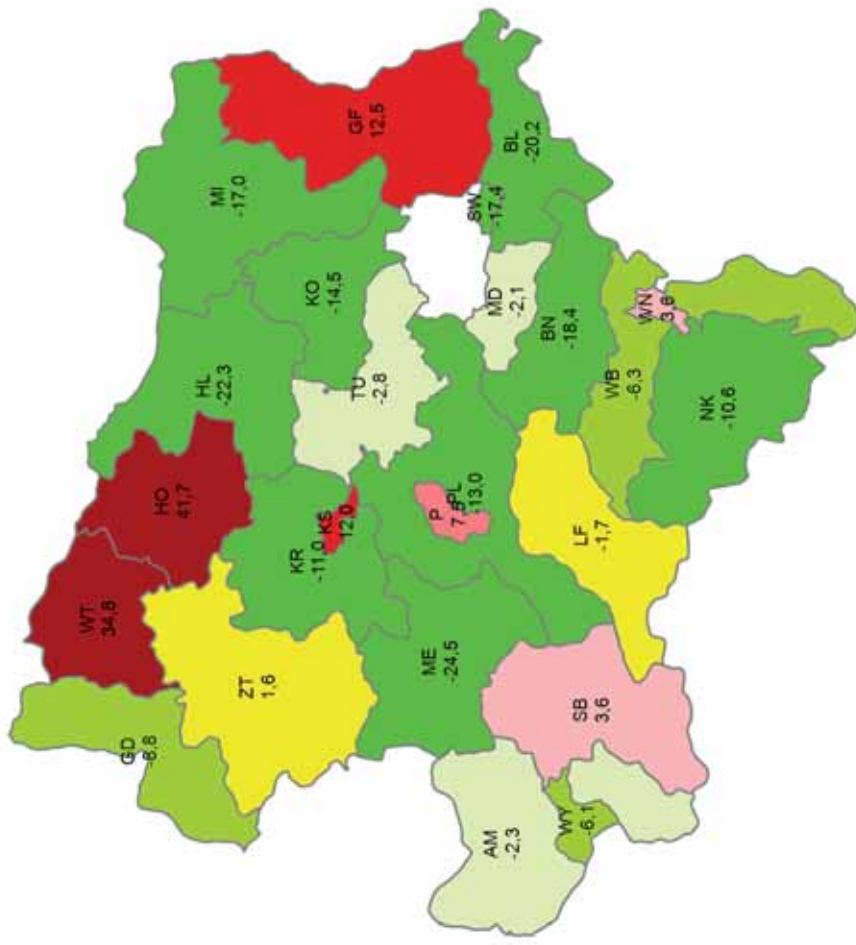 WT
34,8
GD
-8,8
HO
41,7
HL
-22,3
MI
-17,0
ZT
1,6
KR
-11,0
KO
-14,5
KS
12,0
GF
12,5
TU
-2,8
ME
-24,5
P
7,5
PL
-13,0
SW
-17,4
AM
-2,3
MD
-2,1
BL
-20,2
BN
-18,4
WY
-6,1
SB
3,6
LF
-1,7
WB
-6,3
WN
3,6
NK
-10,6